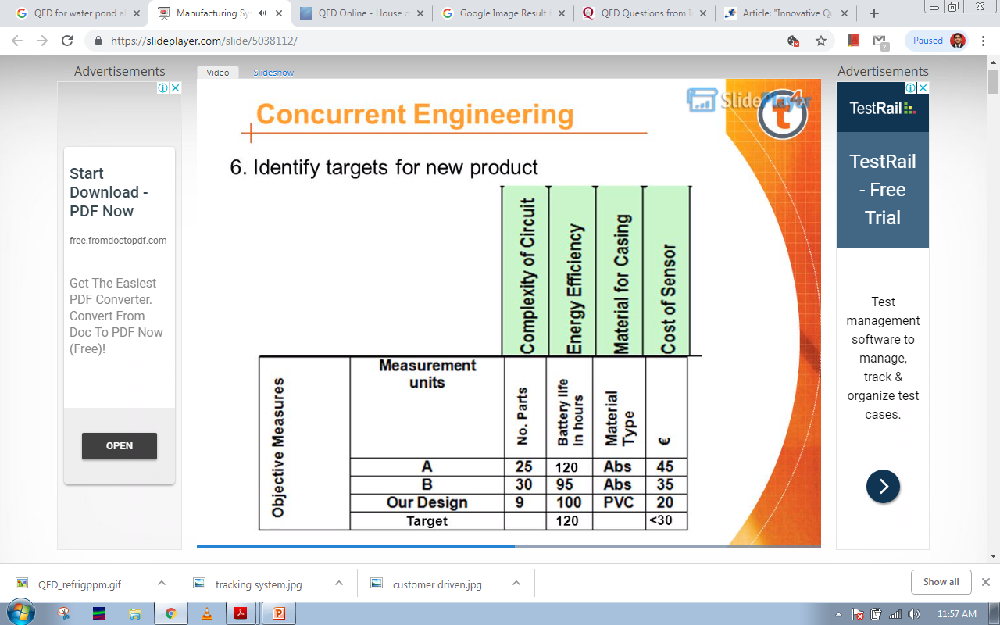 QFD for water pond a
Manufacturing Sy
QFD Online - House o
Google Image Result f
QFD Questions from I
Article: "Innovative Qu
https://slideplayer.com/slide/5038112/
Paused
Advertisements
Video
Slideshow
Advertisements
Start
Download -
PDF Now
free.fromdoctopdf.com
Get The Easiest
PDF Converter.
Convert From
Doc To PDF Now
(Free)!
OPEN
Concurrent Engineering
SlidePlayer
t4
6. Identify targets for new product
Complexity of Circuit
Energy Efficiency
Material for Casing
Cost of Sensor
Objective Measures
Measurement
units
No. Parts
Battery life
In hours
Material
Type
€
A 25 120 Abs 45
B 30 95 Abs 35
Our Design 9 100 PVC 20
Target 120 <30
TestRail
TestRail
- Free
Trial
Test
management
software to
manage,
track &
organize test
cases.
QFD_refrigppm.gif
tracking system.jpg
customer driven.jpg
Show all
11:57 AM